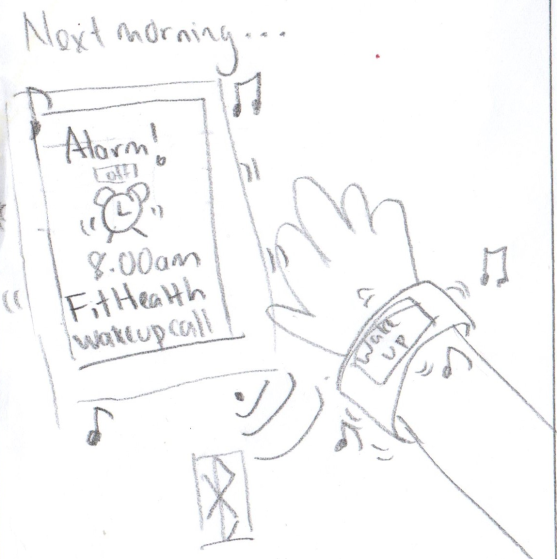 Next morning...
Alarm!
off
8.00am
FitHealth
wakeup call
Wake
up